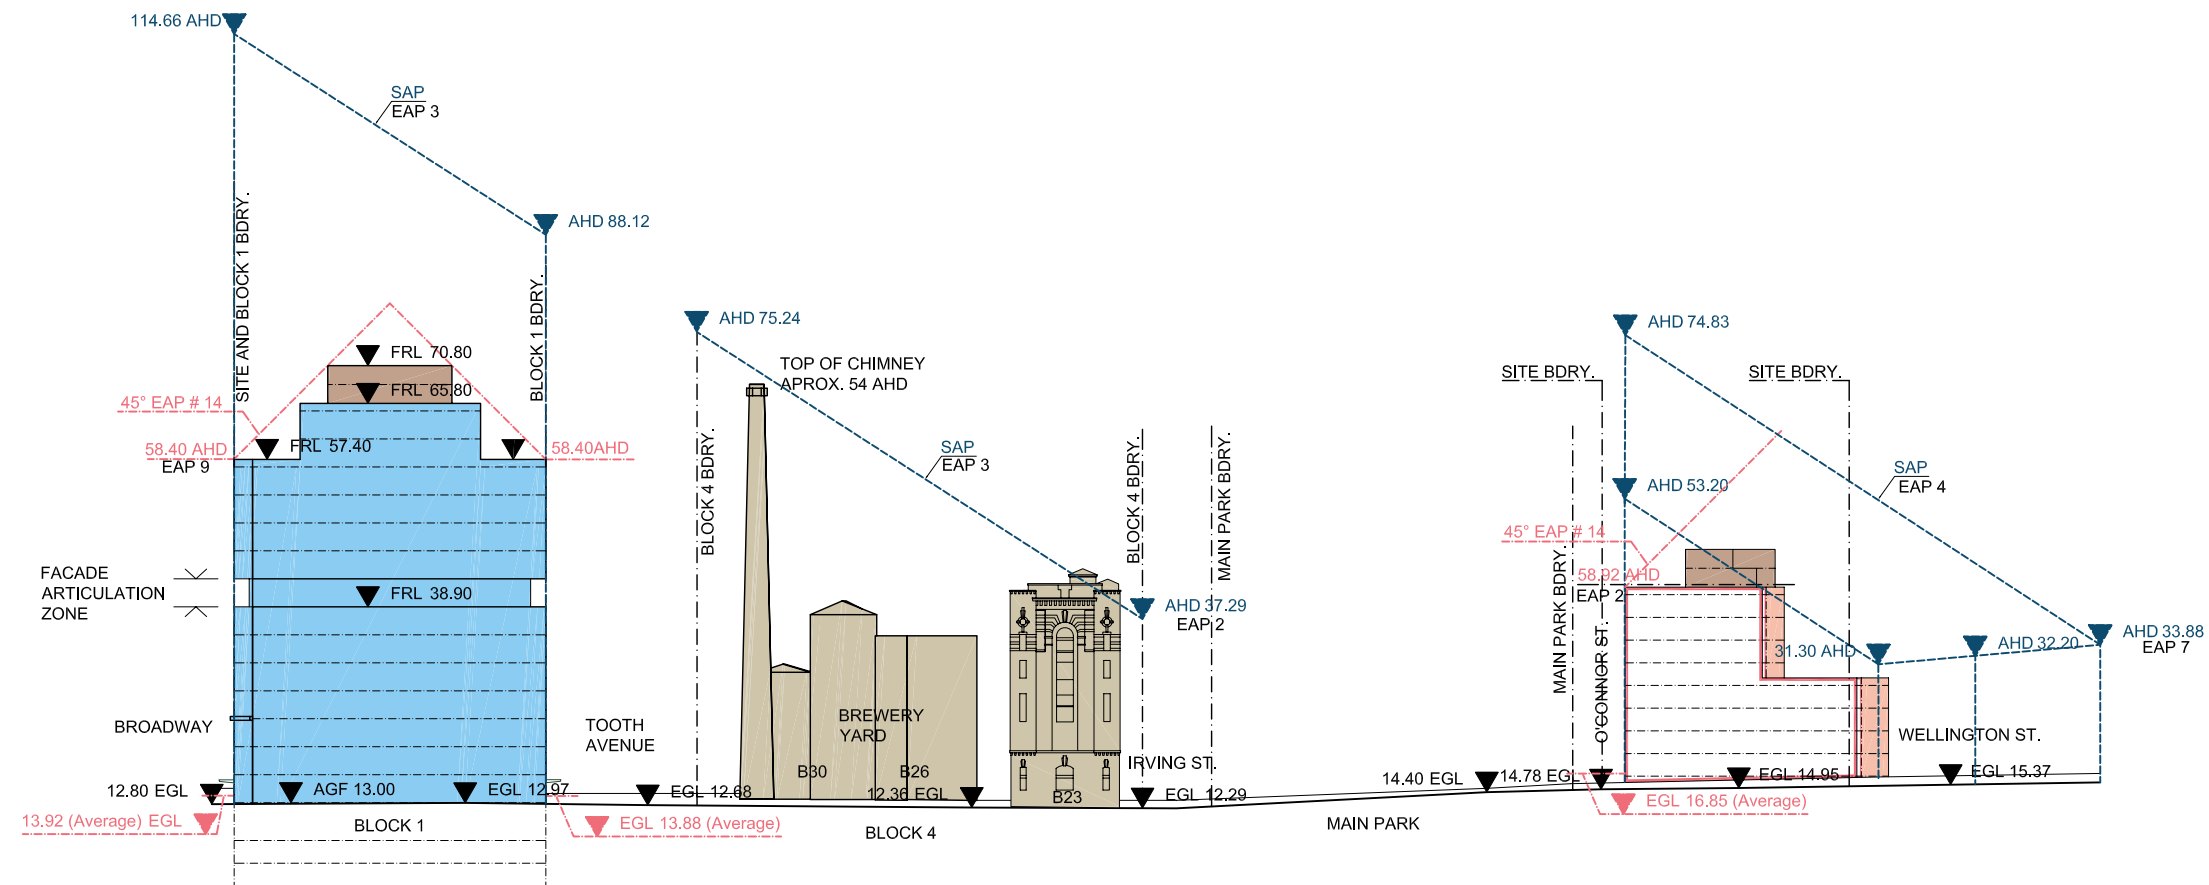 114.66 AHD
SAP
EAP 3
AHD 88.12
SITE AND BLOCK 1 BDRY.
BLOCK 1 BDRY.
FRL 70.80
FRL 65.80
45° EAP # 14
58.40 AHD
EAP 9
FRL 57.40
58.40AHD
FACADE
ARTICULATION
ZONE
FRL 38.90
BROADWAY
12.80 EGL
AGF 13.00
EGL 12.97
13.92 (Average) EGL
BLOCK 1
EGL 13.88 (Average)
TOOTH
AVENUE
EGL 12.68
AHD 75.24
BLOCK 4 BDRY.
TOP OF CHIMNEY
APROX. 54 AHD
SAP
EAP 3
BREWERY
YARD
B30
B26
12.36 EGL
B23
BLOCK 4
BLOCK 4 BDRY.
MAIN PARK BDRY.
AHD 37.29
EAP 2
IRVING ST.
EGL 12.29
MAIN PARK
14.40 EGL
14.78 EGL
SITE BDRY.
SITE BDRY.
AHD 74.83
AHD 53.20
SAP
EAP 4
45° EAP # 14
58.92 AHD
EAP 2
MAIN PARK BDRY.
O'CONNOR ST.
31.30 AHD
AHD 32.20
AHD 33.88
EAP 7
WELLINGTON ST.
EGL 14.95
EGL 15.37
EGL 16.85 (Average)